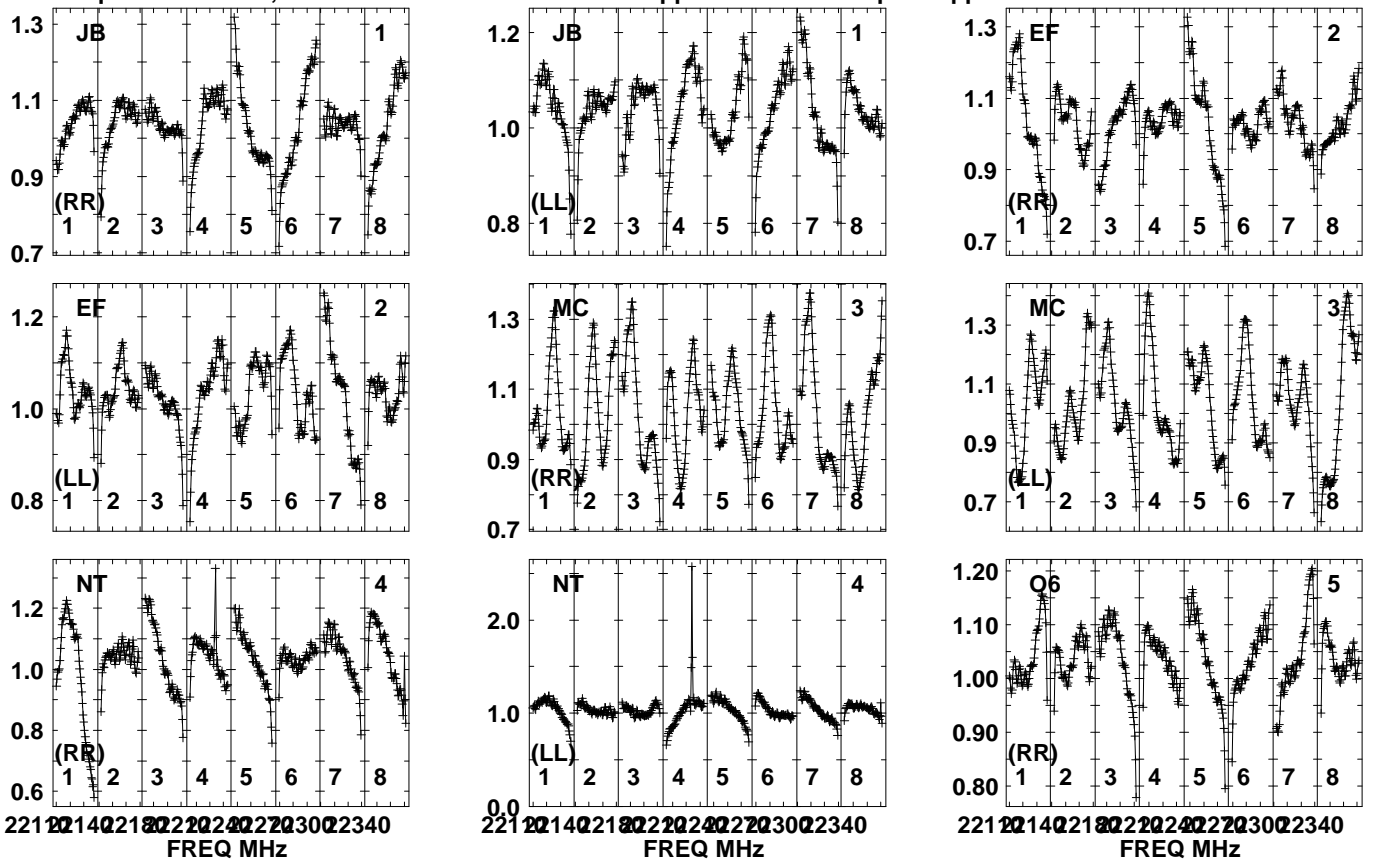 JB 1
1.3
1.1
0.9
0.7
(RR)
1 2 3 4 5 6 7 8
JB 1
1.2
1.0
0.8
(LL)
1 2 3 4 5 6 7 8
EF 2
1.3
1.1
0.9
0.7
(RR)
1 2 3 4 5 6 7 8
EF 2
1.2
1.0
0.8
(LL)
1 2 3 4 5 6 7 8
MC 3
1.3
1.1
0.9
0.7
(RR)
1 2 3 4 5 6 7 8
MC 3
1.3
1.1
0.9
0.7
(LL)
1 2 3 4 5 6 7 8
NT 4
1.2
1.0
0.8
0.6
(RR)
1 2 3 4 5 6 7 8
FREQ MHz
NT 4
2.0
1.0
0.0
(LL)
1 2 3 4 5 6 7 8
FREQ MHz
O6 5
1.20
1.10
1.00
0.90
0.80
(RR)
1 2 3 4 5 6 7 8
FREQ MHz